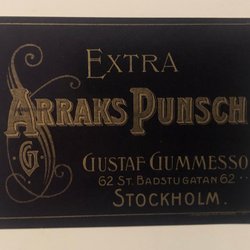 EXTRA
ARRAKS PUNSCH
G
GUSTAF GUMMESSO
62 ST. BADSTUGATAN 62
STOCKHOLM.